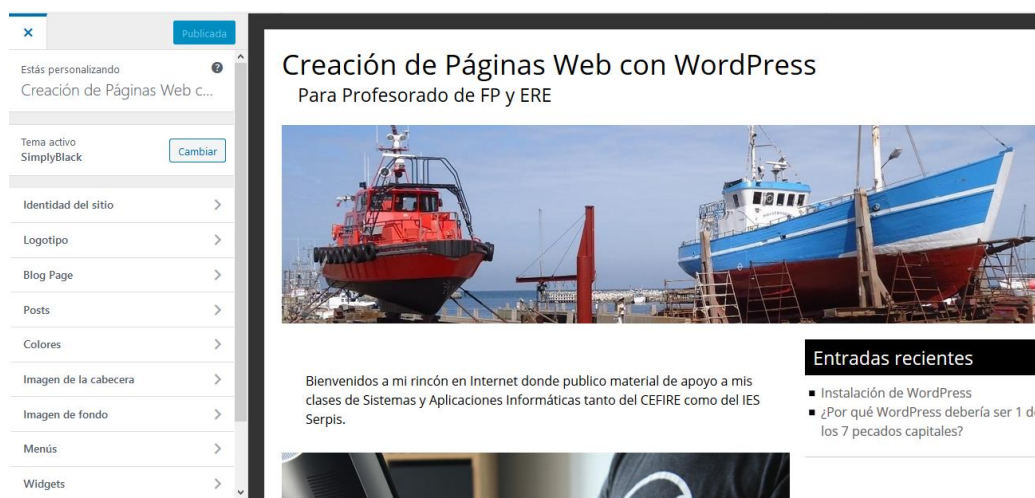 Publicada
Estás personalizando
Creación de Páginas Web c...
Tema activo
SimplyBlack
Cambiar
Identidad del sitio
Logotipo
Blog Page
Posts
Colores
Imagen de la cabecera
Imagen de fondo
Menús
Widgets
Creación de Páginas Web con WordPress
Para Profesorado de FP y ERE
Bienvenidos a mi rincón en Internet donde publico material de apoyo a mis
clases de Sistemas y Aplicaciones Informáticas tanto del CEFIRE como del IES
Serpis.
Entradas recientes
Instalación de WordPress
¿Por qué WordPress debería ser 1 de
los 7 pecados capitales?